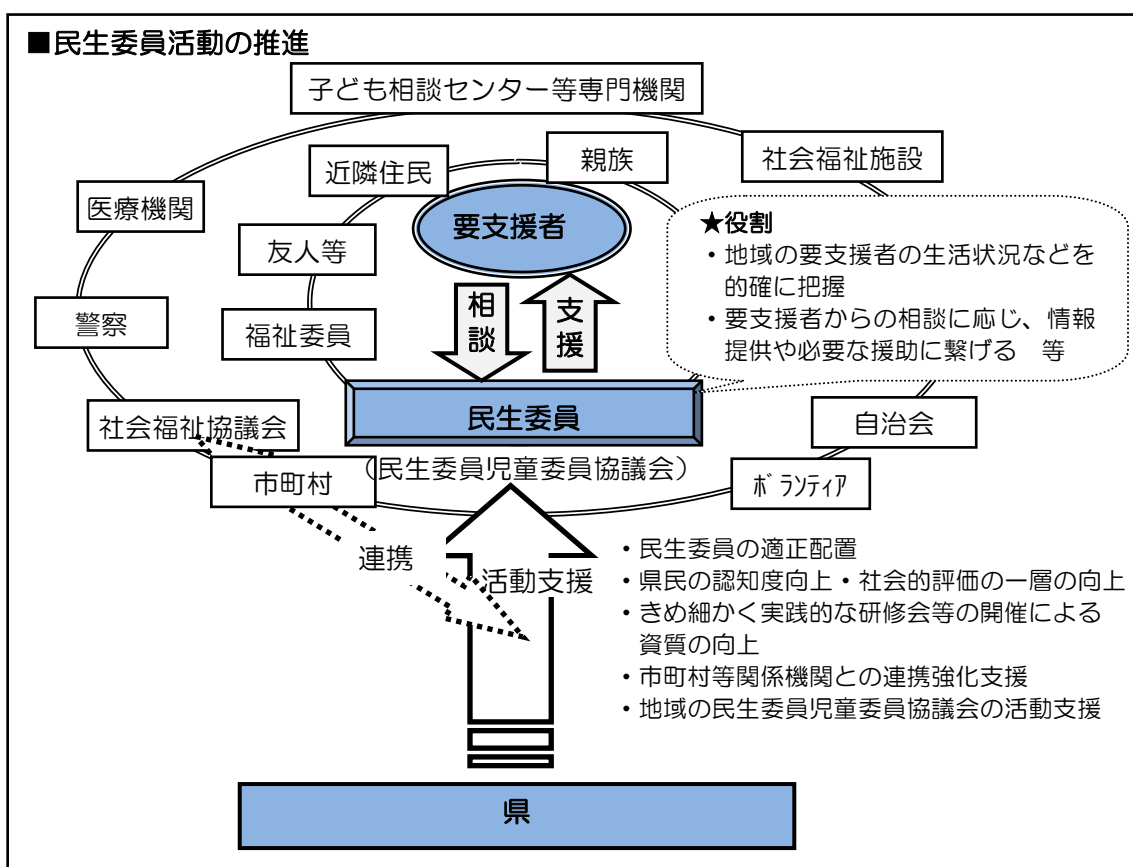 ■民生委員活動の推進
子ども相談センター等専門機関
近隣住民
親族
社会福祉施設
医療機関
要支援者
友人等
★役割
・地域の要支援者の生活状況などを
的確に把握
・要支援者からの相談に応じ、情報
提供や必要な援助に繋げる　等
相談
支援
警察
福祉委員
民生委員
社会福祉協議会
自治会
(民生委員児童委員協議会)
市町村
ボランティア
連携
活動支援
・民生委員の適正配置
・県民の認知度向上・社会的評価の一層の向上
・きめ細かく実践的な研修会等の開催による
資質の向上
・市町村等関係機関との連携強化支援
・地域の民生委員児童委員協議会の活動支援
県